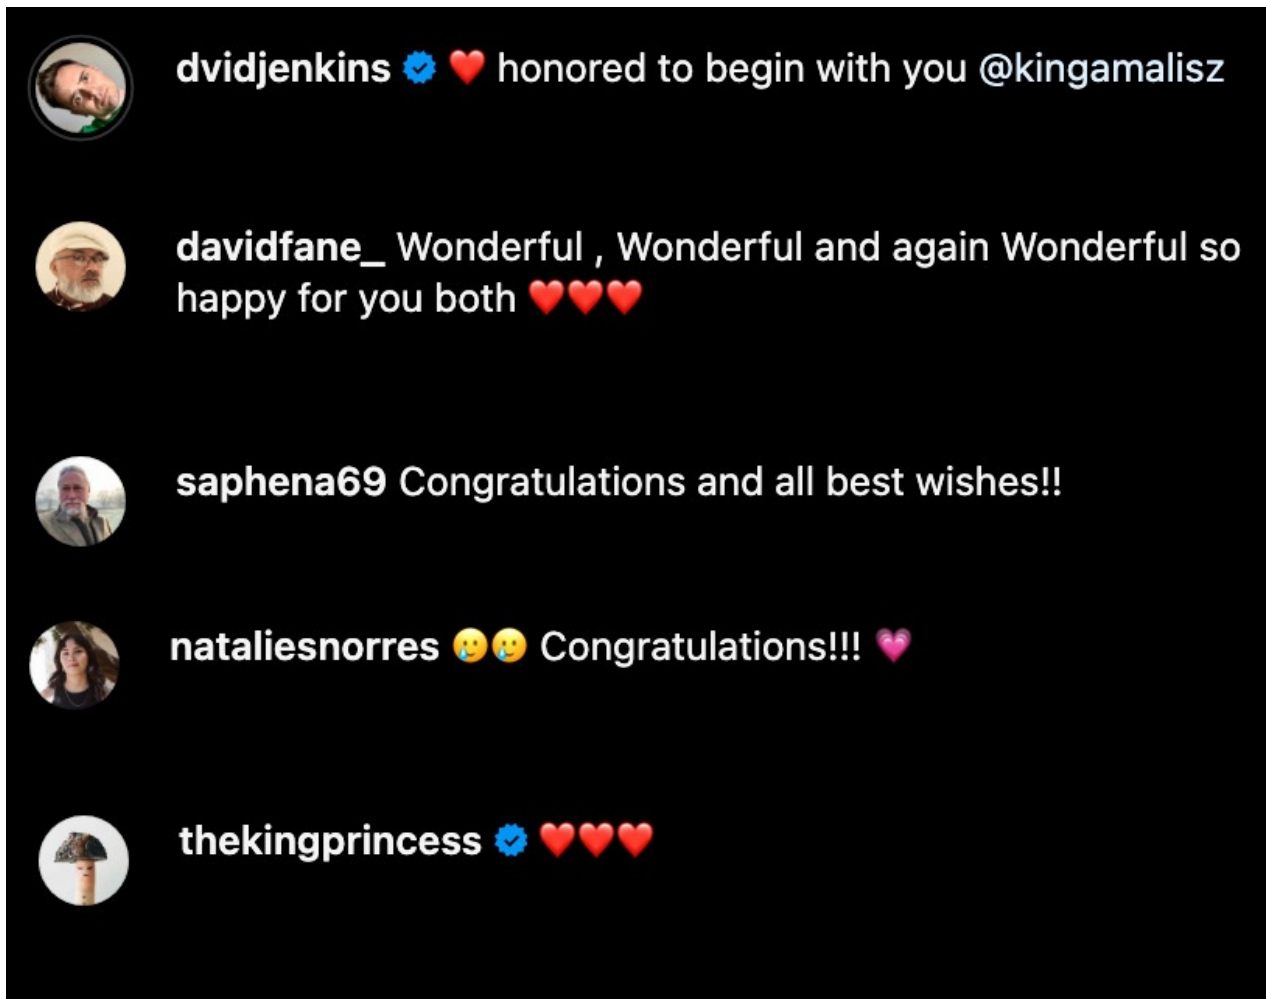 dvidjenkins ❤️ honored to begin with you @kingamalisz
davidfane_ Wonderful , Wonderful and again Wonderful so
happy for you both ❤️❤️❤️
saphena69 Congratulations and all best wishes!!
nataliesnorres 🥲🥲 Congratulations!!! 💗
thekingprincess ❤️❤️❤️